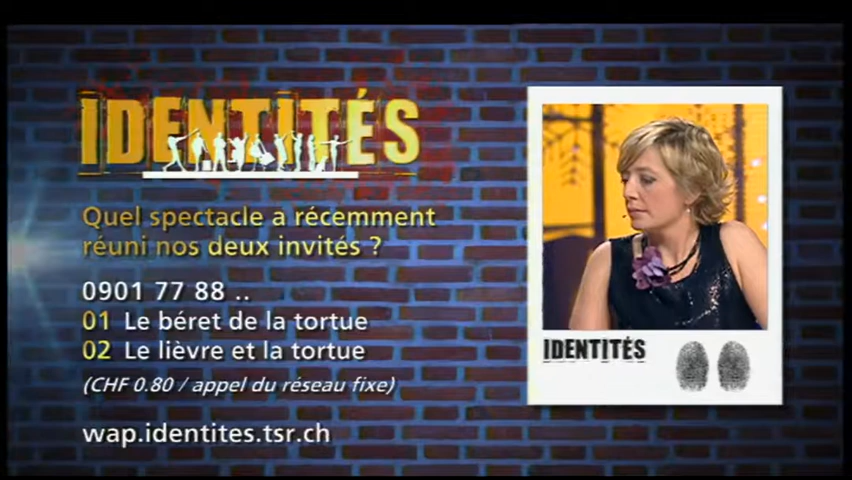 IDENTITÉS
Quel spectacle a récemment
réuni nos deux invités ?
0901 77 88 ..
01 Le béret de la tortue
02 Le lièvre et la tortue
(CHF 0.80 / appel du réseau fixe)
wap.identites.tsr.ch
IDENTITÉS